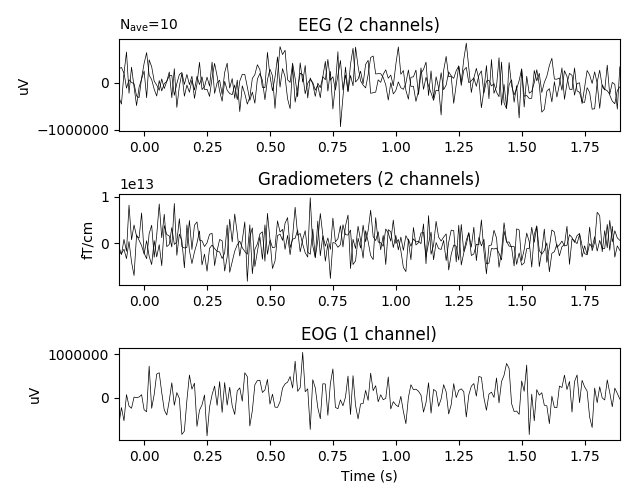 N_ave=10
EEG (2 channels)
uV
0
−1000000
0.00 0.25 0.50 0.75 1.00 1.25 1.50 1.75
1e13
Gradiometers (2 channels)
fT/cm
1
0
0.00 0.25 0.50 0.75 1.00 1.25 1.50 1.75
EOG (1 channel)
uV
1000000
0
0.00 0.25 0.50 0.75 1.00 1.25 1.50 1.75
Time (s)